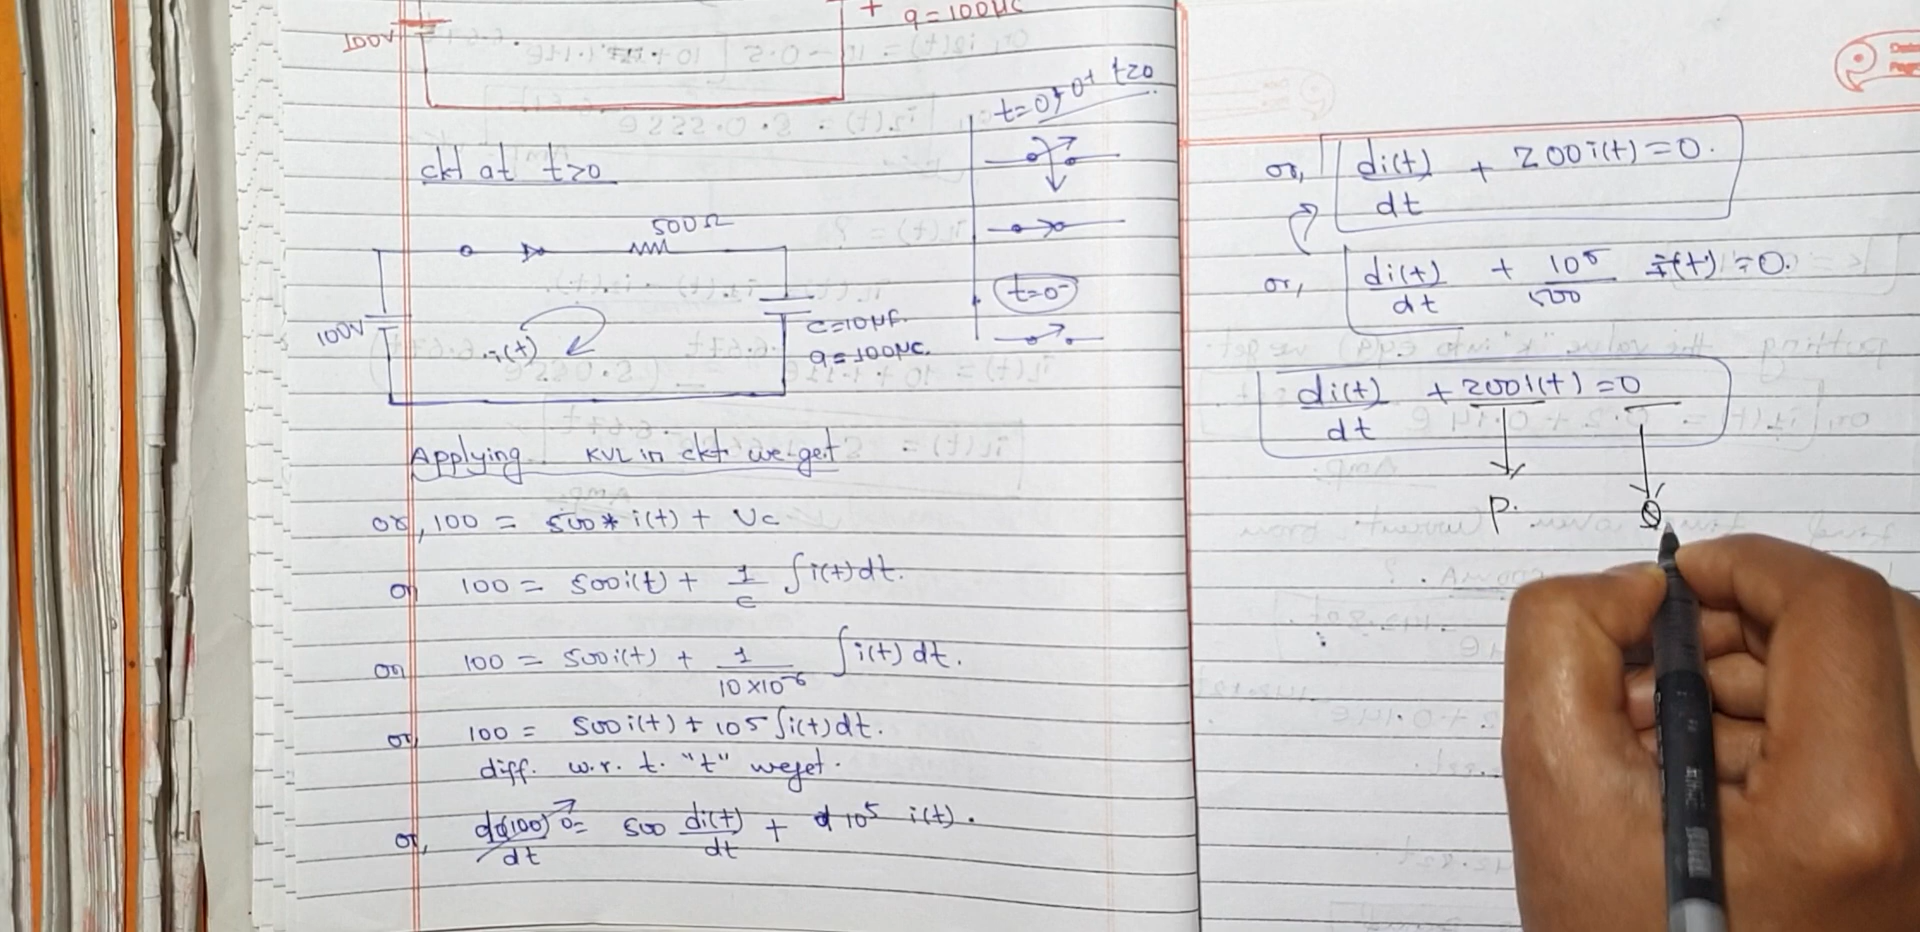 100V
+ q=100μC
ckt at t>0
t=0 of 0+ t≥0
500Ω
100V
i(t)
C=10μf.
q=100μC.
t=0-
Applying KVL in ckt we get
or, 100 = 500* i(t) + Vc
or 100 = 500i(t) + 1/c ∫i(t)dt.
or 100 = 500i(t) + 1/10×10-6 ∫i(t) dt.
or, 100 = 500i(t) + 105 ∫i(t)dt.
diff. w.r. t. "t" weget.
or, d(100)/dt 0= 500 di(t)/dt + 105 i(t).
or, di(t)/dt + 200i(t)=0.
or, di(t)/dt + 105/500 i(t)=0.
di(t)/dt + 200i(t)=0
P. Q